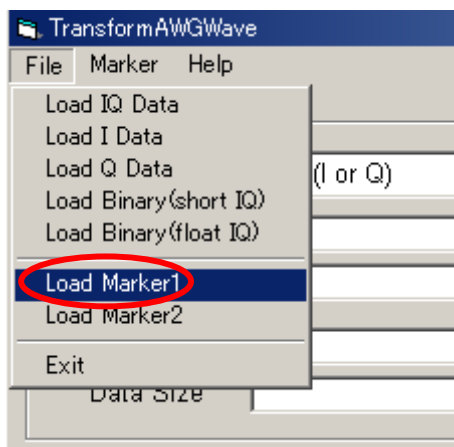 TransformAWGWave
File Marker Help
Load IQ Data
Load I Data
Load Q Data
(I or Q)
Load Binary(short IQ)
Load Binary(float IQ)
Load Marker1
Load Marker2
Exit
Data Size